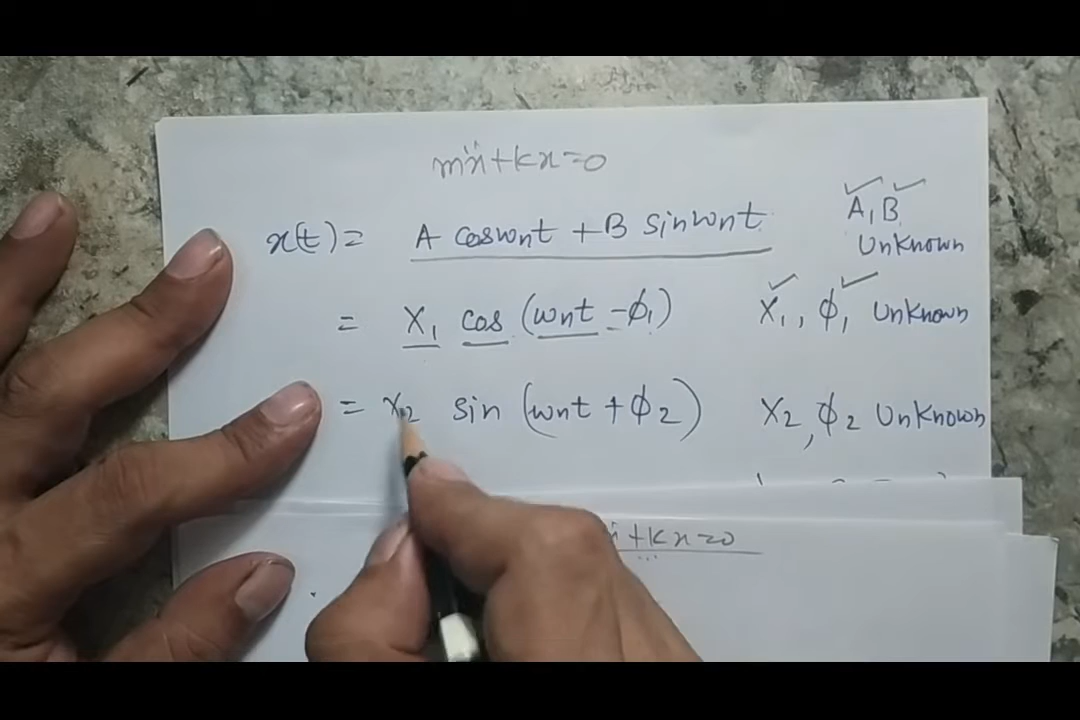 mẍ+kx=0
x(t)= A cosωnt +B sinωnt A, B
Unknown
= X₁ cos (ωnt -ϕ₁) X₁, ϕ₁ Unknown
= X₂ sin (ωnt +ϕ₂) X₂, ϕ₂ Unknown
+kx=0